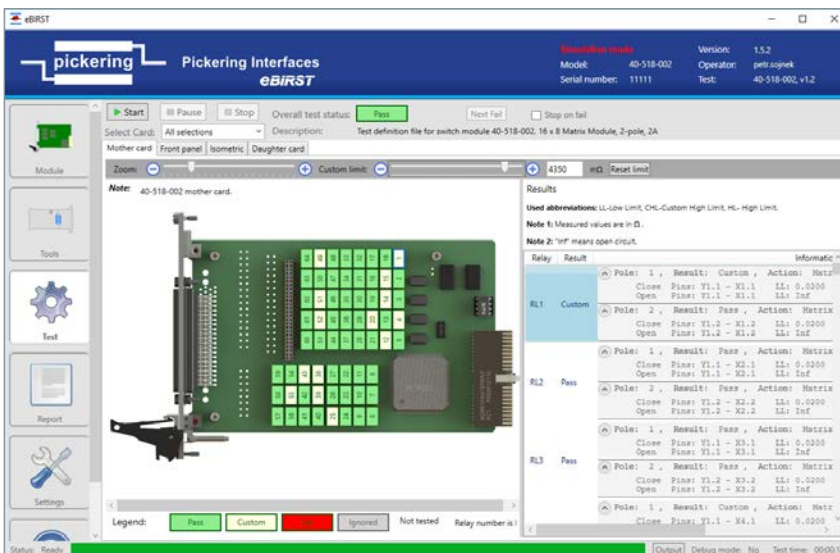 eBIRST
pickering
Pickering Interfaces
eBIRST
Simulation mode
Model: 40-518-002
Serial number: 11111
Version: 1.5.2
Operator: petr.sojnek
Test: 40-518-002, v1.2
Module
Tools
Test
Report
Settings
Start Pause Stop Overall test status: Pass Next Fail Stop on fail
Select Card: All selections Description: Test definition file for switch module 40-518-002. 16 x 8 Matrix Module, 2-pole, 2A
Mother card Front panel Isometric Daughter card
Zoom: Custom limit: 4350 mΩ Reset limit
Note: 40-518-002 mother card.
Results
Used abbreviations: LL-Low Limit, CHL-Custom High Limit, HL- High Limit.
Note 1: Measured values are in Ω.
Note 2: "Inf" means open circuit.
Relay Result Informatic
RL1 Custom
Pole: 1 , Result: Custom , Action: Matr
Close Pins: Y1.1 - X1.1 LL: 0.0200
Open Pins: Y1.1 - X1.1 LL: Inf
Pole: 2 , Result: Pass , Action: Matrix
Close Pins: Y1.2 - X1.2 LL: 0.0200
Open Pins: Y1.2 - X1.2 LL: Inf
RL2 Pass
Pole: 1 , Result: Pass , Action: Matrix
Close Pins: Y1.1 - X2.1 LL: 0.0200
Open Pins: Y1.1 - X2.1 LL: Inf
Pole: 2 , Result: Pass , Action: Matrix
Close Pins: Y1.2 - X2.2 LL: 0.0200
Open Pins: Y1.2 - X2.2 LL: Inf
RL3 Pass
Pole: 1 , Result: Pass , Action: Matrix
Close Pins: Y1.1 - X3.1 LL: 0.0200
Open Pins: Y1.1 - X3.1 LL: Inf
Pole: 2 , Result: Pass , Action: Matrix
Close Pins: Y1.2 - X3.2 LL: 0.0200
Open Pins: Y1.2 - X3.2 LL: Inf
Pole: 1 , Result: Custom , Action: Matr
Close Pins: Y1.1 - X4.1 LL: 0.0200
Legend: Pass Custom Ignored Not tested Relay number is
Status: Ready Output Debug mode: No Test time: 00:00: